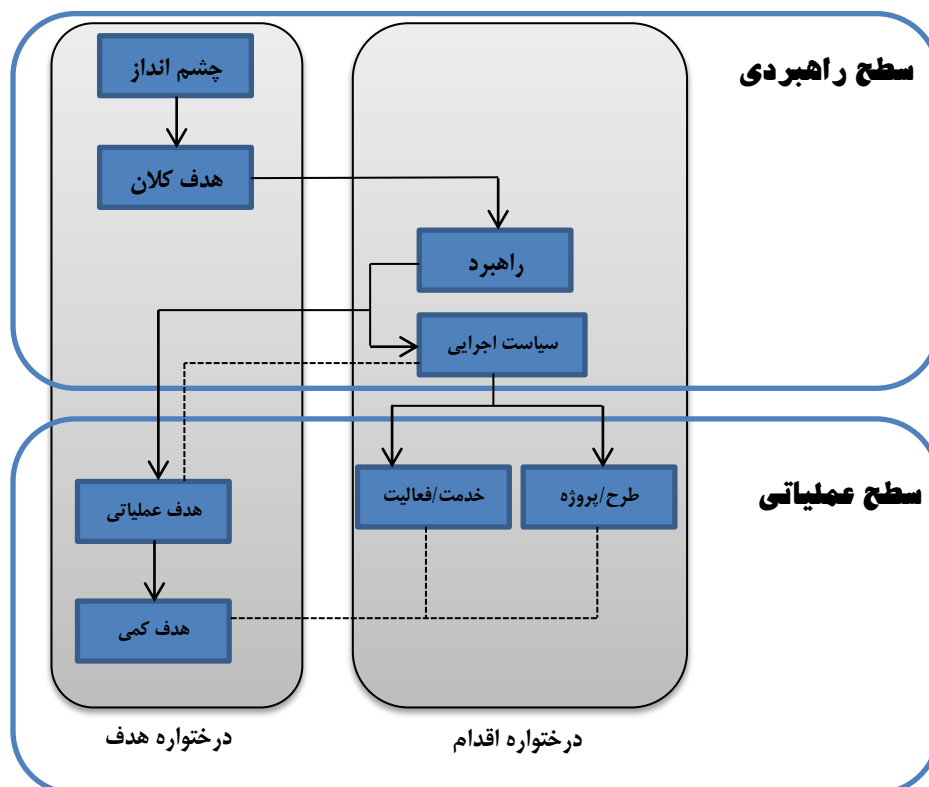 سطح راهبردی
چشم انداز
هدف کلان
راهبرد
سیاست اجرایی
سطح عملیاتی
طرح/پروژه
خدمت/فعالیت
هدف عملیاتی
هدف کمی
درختواره اقدام
درختواره هدف